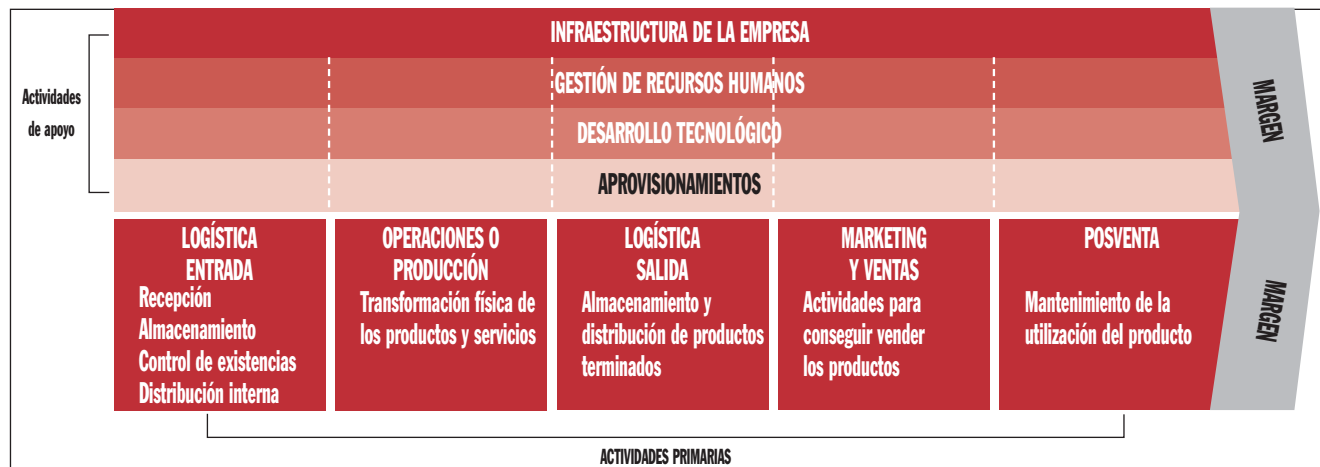 INFRAESTRUCTURA DE LA EMPRESA
GESTIÓN DE RECURSOS HUMANOS
DESARROLLO TECNOLÓGICO
APROVISIONAMIENTOS
Actividades
de apoyo
MARGEN
LOGÍSTICA
ENTRADA
Recepción
Almacenamiento
Control de existencias
Distribución interna
OPERACIONES O
PRODUCCIÓN
Transformación física de
los productos y servicios
LOGÍSTICA
SALIDA
Almacenamiento y
distribución de productos
terminados
MARKETING
Y VENTAS
Actividades para
conseguir vender
los productos
POSVENTA
Mantenimiento de la
utilización del producto
MARGEN
ACTIVIDADES PRIMARIAS